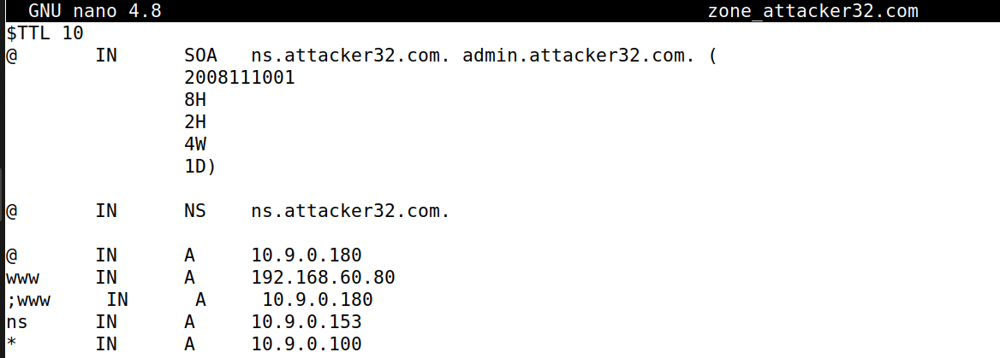 GNU nano 4.8 zone_attacker32.com
$TTL 10
@ IN SOA ns.attacker32.com. admin.attacker32.com. (
2008111001
8H
2H
4W
1D)
@ IN NS ns.attacker32.com.
@ IN A 10.9.0.180
www IN A 192.168.60.80
;www IN A 10.9.0.180
ns IN A 10.9.0.153
* IN A 10.9.0.100